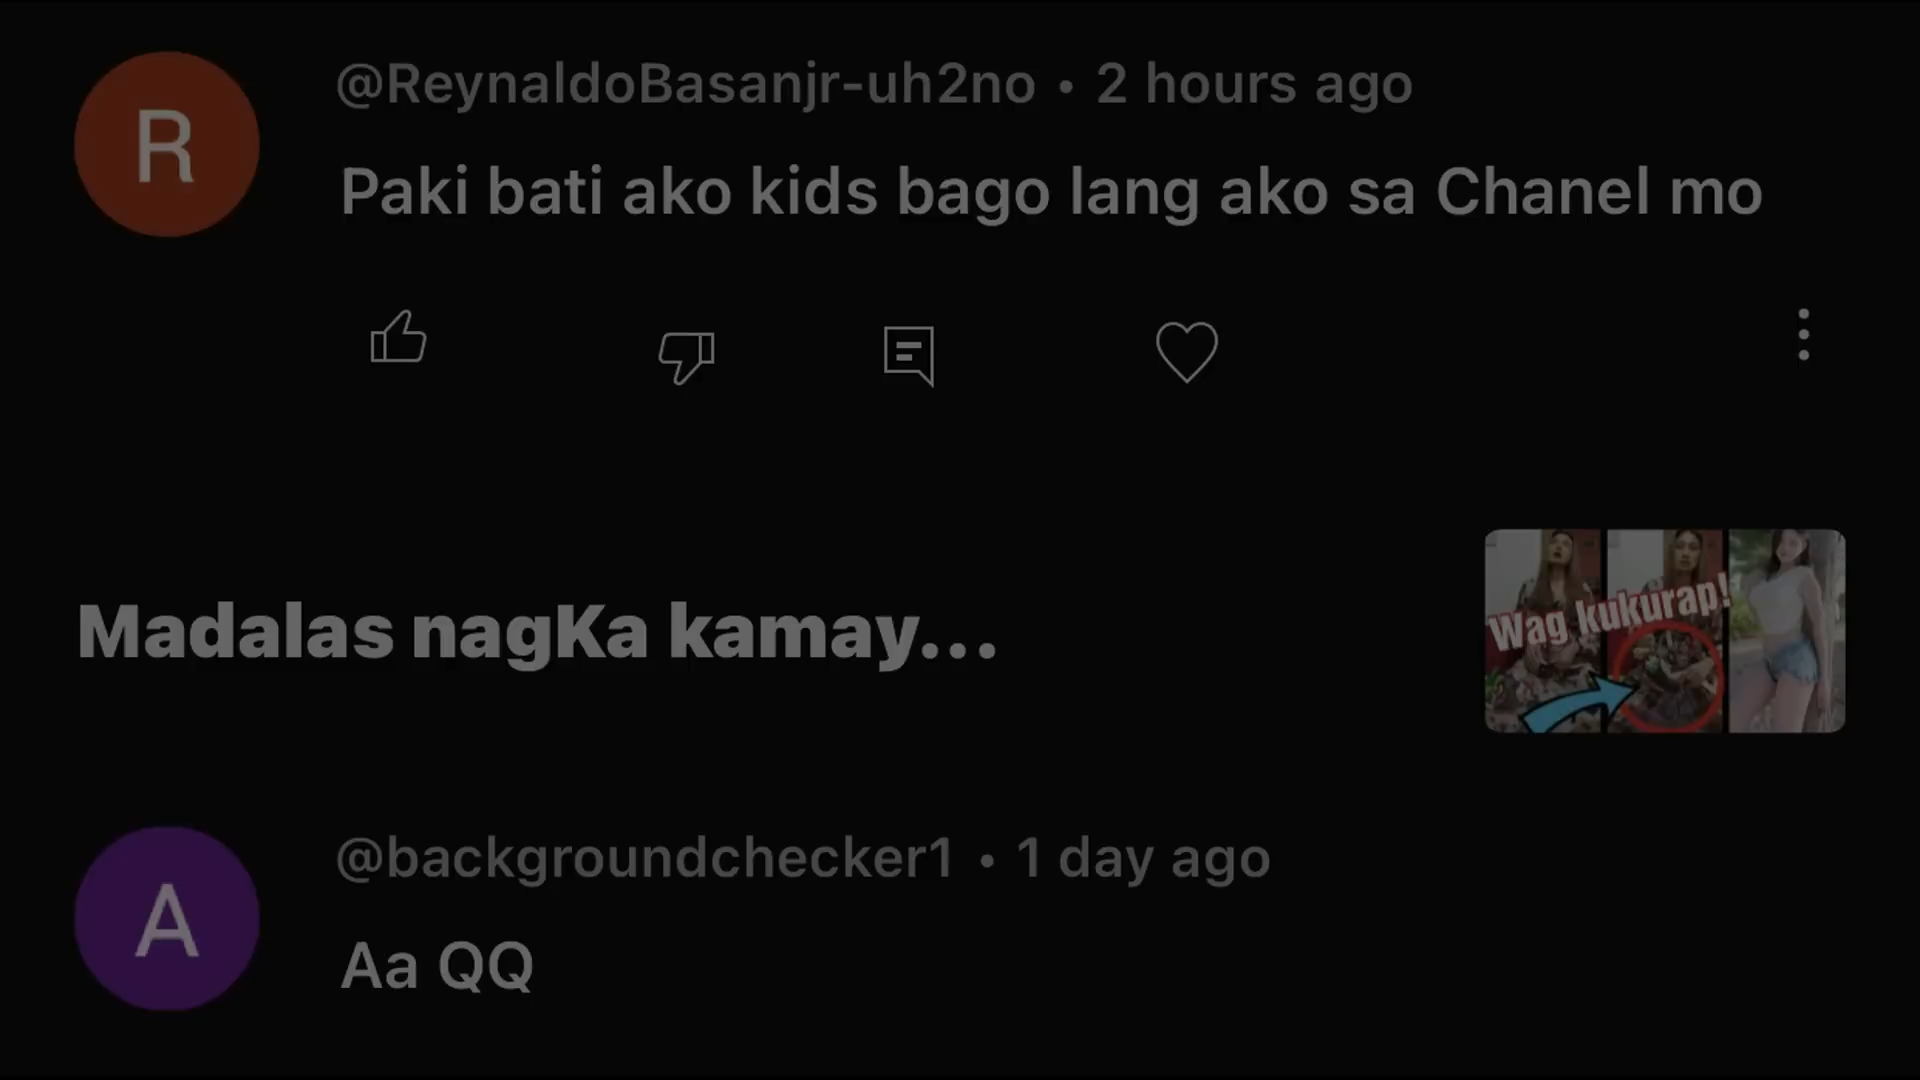 R
@ReynaldoBasanjr-uh2no • 2 hours ago
Paki bati ako kids bago lang ako sa Chanel mo
Madalas nagKa kamay...
Wag kukurap!
A
@backgroundchecker1 • 1 day ago
Aa QQ